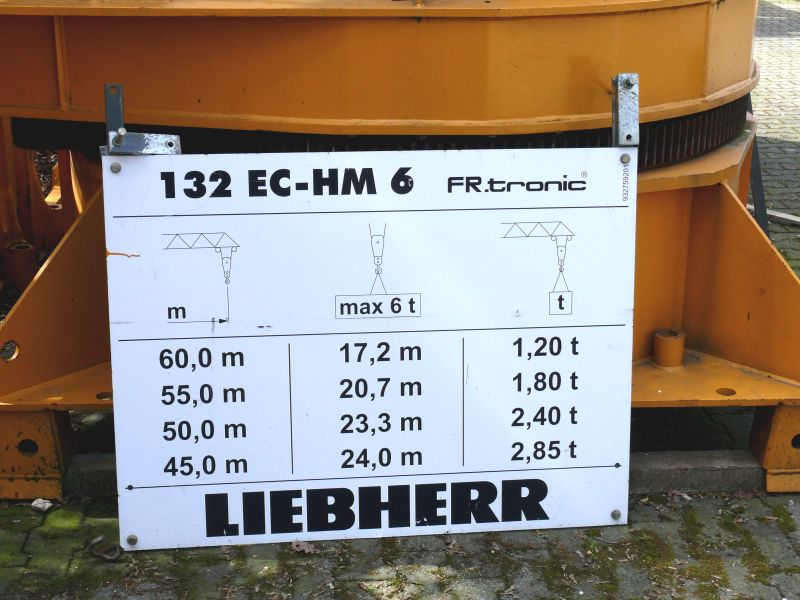 132 EC-HM 6 FR.tronic®
932759201
m
max 6 t
t
60,0 m 17,2 m 1,20 t
55,0 m 20,7 m 1,80 t
50,0 m 23,3 m 2,40 t
45,0 m 24,0 m 2,85 t
LIEBHERR